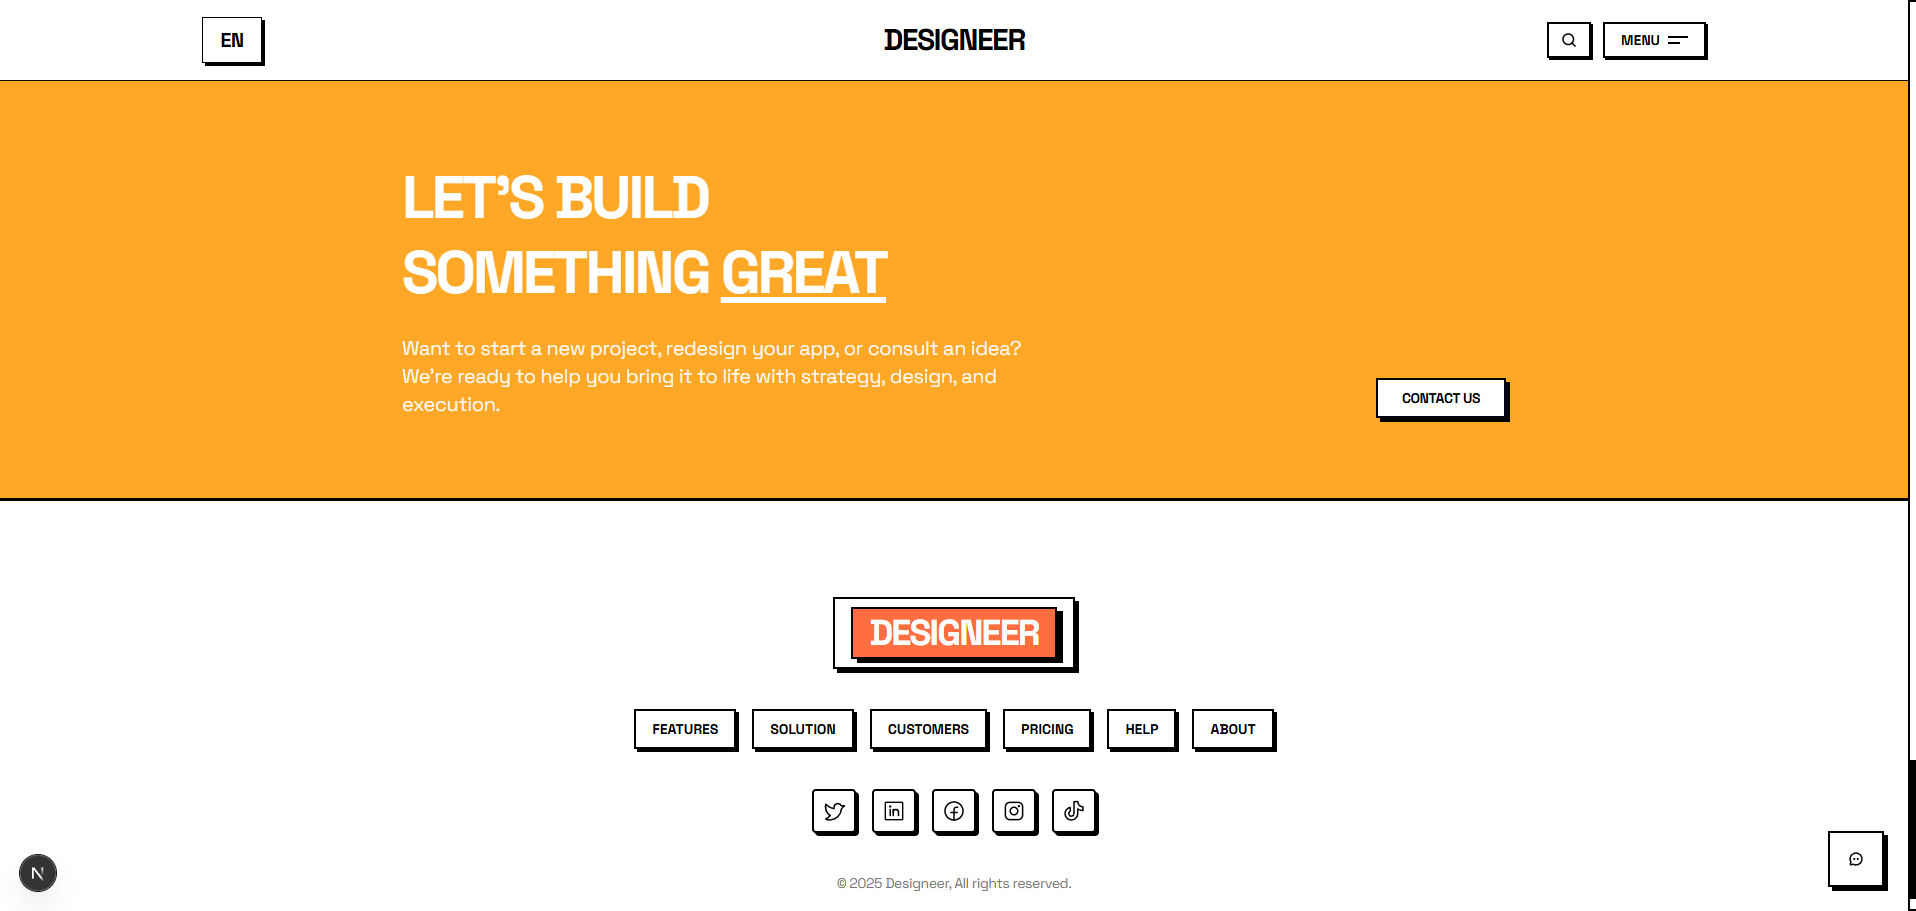 EN
DESIGNEER
MENU
LET’S BUILD
SOMETHING GREAT
Want to start a new project, redesign your app, or consult an idea?
We’re ready to help you bring it to life with strategy, design, and
execution.
CONTACT US
DESIGNEER
FEATURES
SOLUTION
CUSTOMERS
PRICING
HELP
ABOUT
in
N
© 2025 Designeer, All rights reserved.